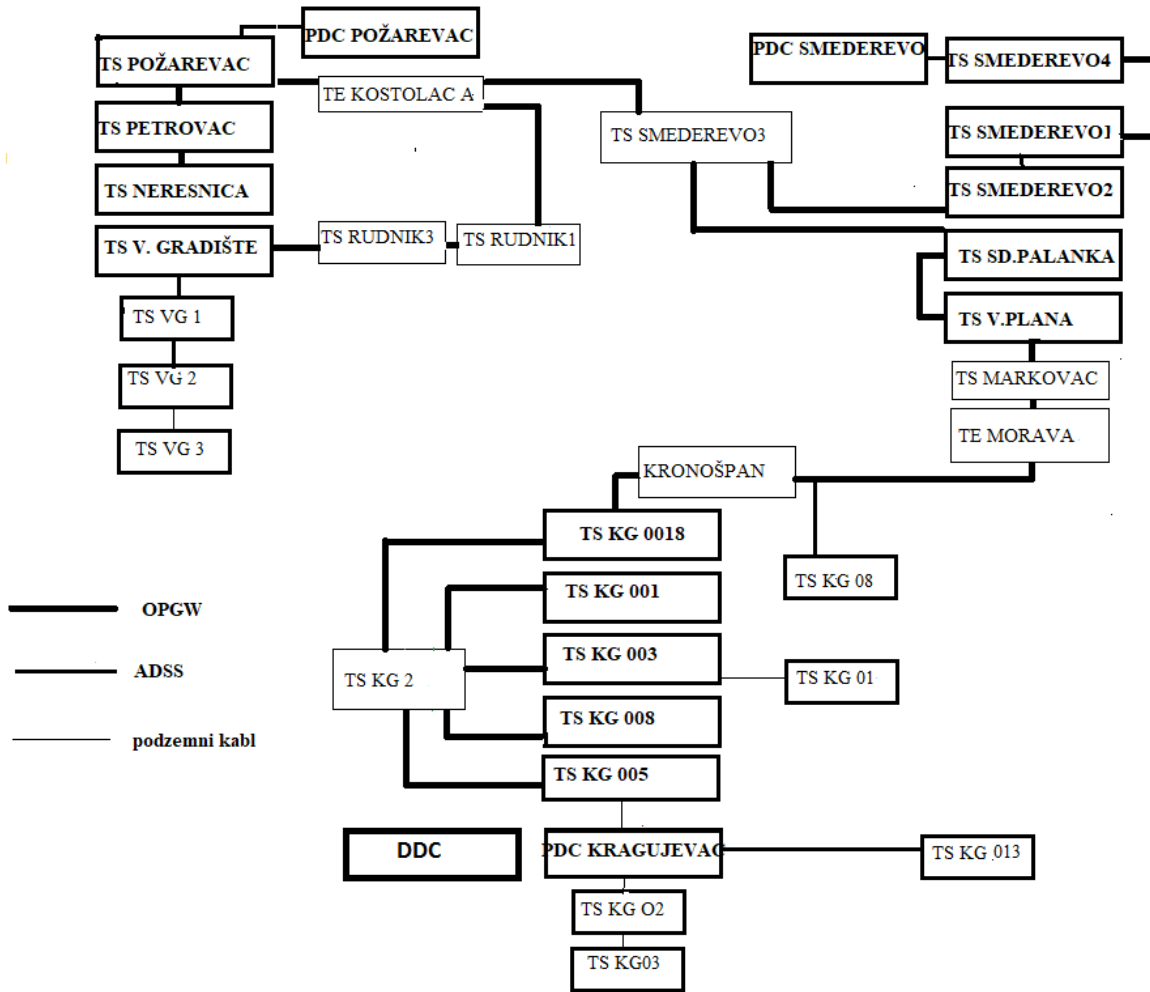 PDC POŽAREVAC
TS POŽAREVAC
PDC SMEDEREVO
TS SMEDEREVO4
TE KOSTOLAC A
TS PETROVAC
TS SMEDEREVO3
TS SMEDEREVO1
TS NERESNICA
TS SMEDEREVO2
TS V. GRADIŠTE
TS RUDNIK3
TS RUDNIK1
TS SD.PALANKA
TS VG 1
TS V.PLANA
TS VG 2
TS MARKOVAC
TS VG 3
TE MORAVA
KRONOŠPAN
TS KG 0018
TS KG 08
TS KG 001
OPGW
TS KG 003
ADSS
TS KG 2
TS KG 01
TS KG 008
podzemni kabl
TS KG 005
DDC
PDC KRAGUJEVAC
TS KG .013
TS KG O2
TS KG03